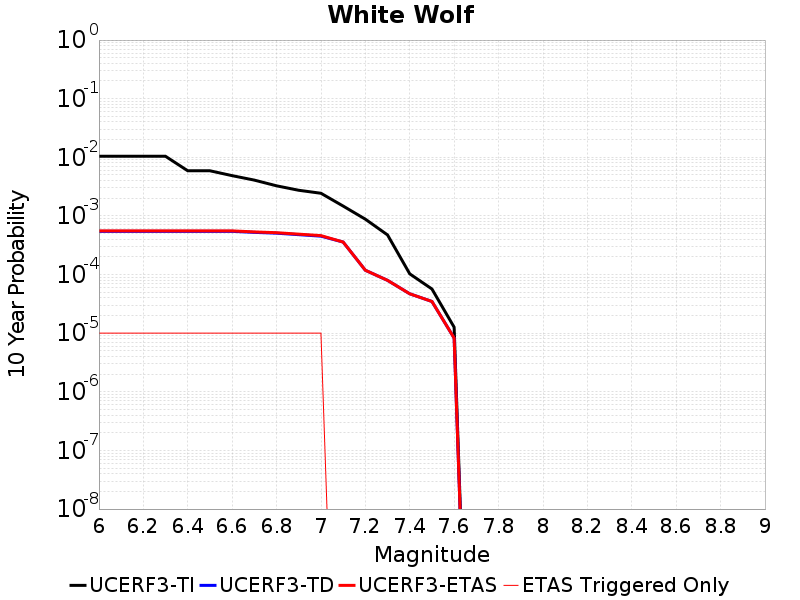 White Wolf
10^0
10^-1
10^-2
10^-3
10^-4
10^-5
10^-6
10^-7
10^-8
10 Year Probability
6 6.2 6.4 6.6 6.8 7 7.2 7.4 7.6 7.8 8 8.2 8.4 8.6 8.8 9
Magnitude
UCERF3-TI UCERF3-TD UCERF3-ETAS ETAS Triggered Only